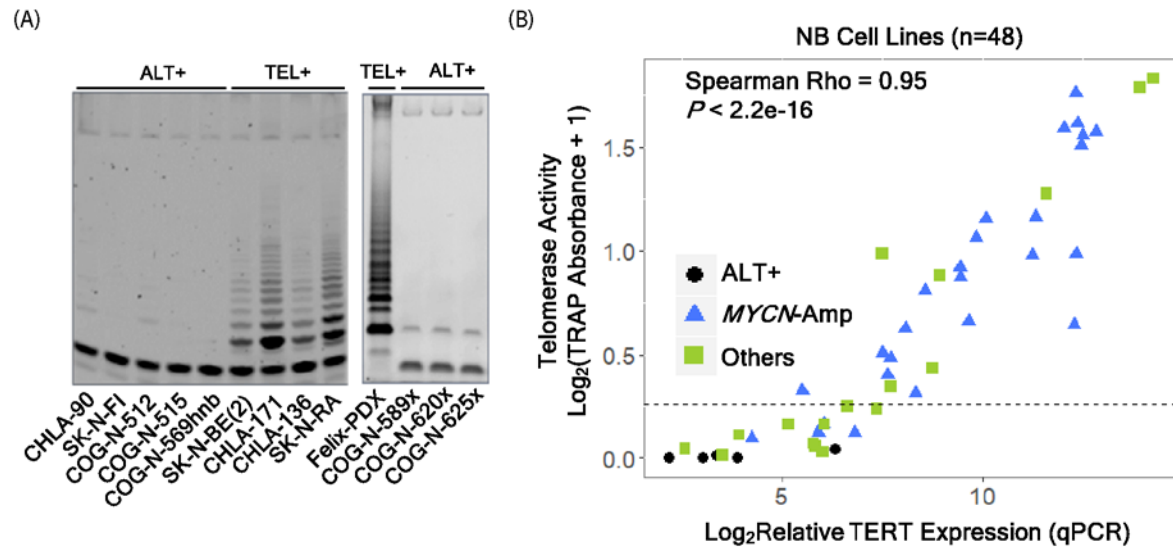 (A)
ALT+ TEL+ TEL+ ALT+
CHLA-90
SK-N-FI
COG-N-512
COG-N-515
COG-N-569hnb
SK-N-BE(2)
CHLA-171
CHLA-136
SK-N-RA
Felix-PDX
COG-N-589x
COG-N-620x
COG-N-625x
(B)
NB Cell Lines (n=48)
Spearman Rho = 0.95
P < 2.2e-16
Telomerase Activity
Log₂(TRAP Absorbance + 1)
1.5
1.0
0.5
0.0
ALT+
MYCN-Amp
Others
5 10
Log₂Relative TERT Expression (qPCR)